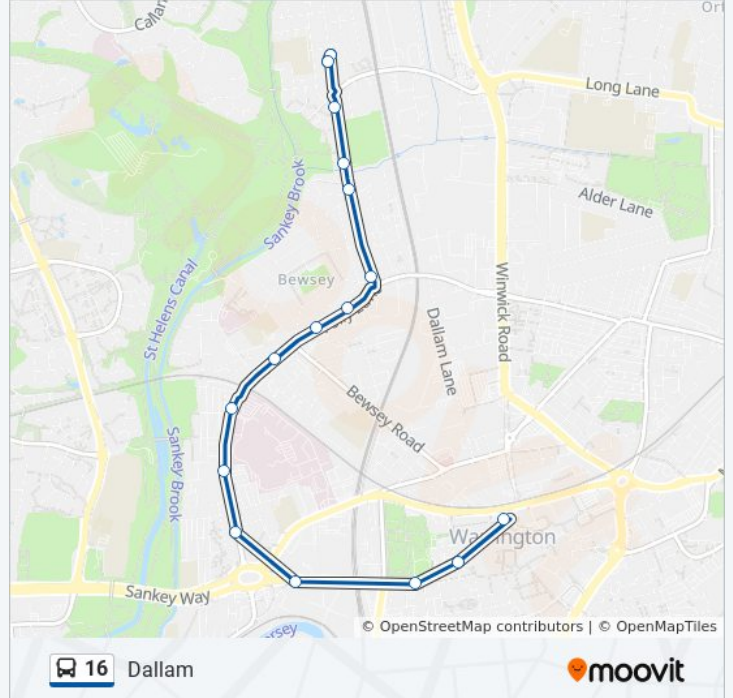 Callan
Long Lane
Sankey Brook
Alder Lane
Bewsey
St Helens Canal
Winwick Road
Dallam Lane
Bewsey Road
Sankey Brook
Sankey Way
© OpenStreetMap contributors | © OpenMapTiles
16 Dallam
moovit